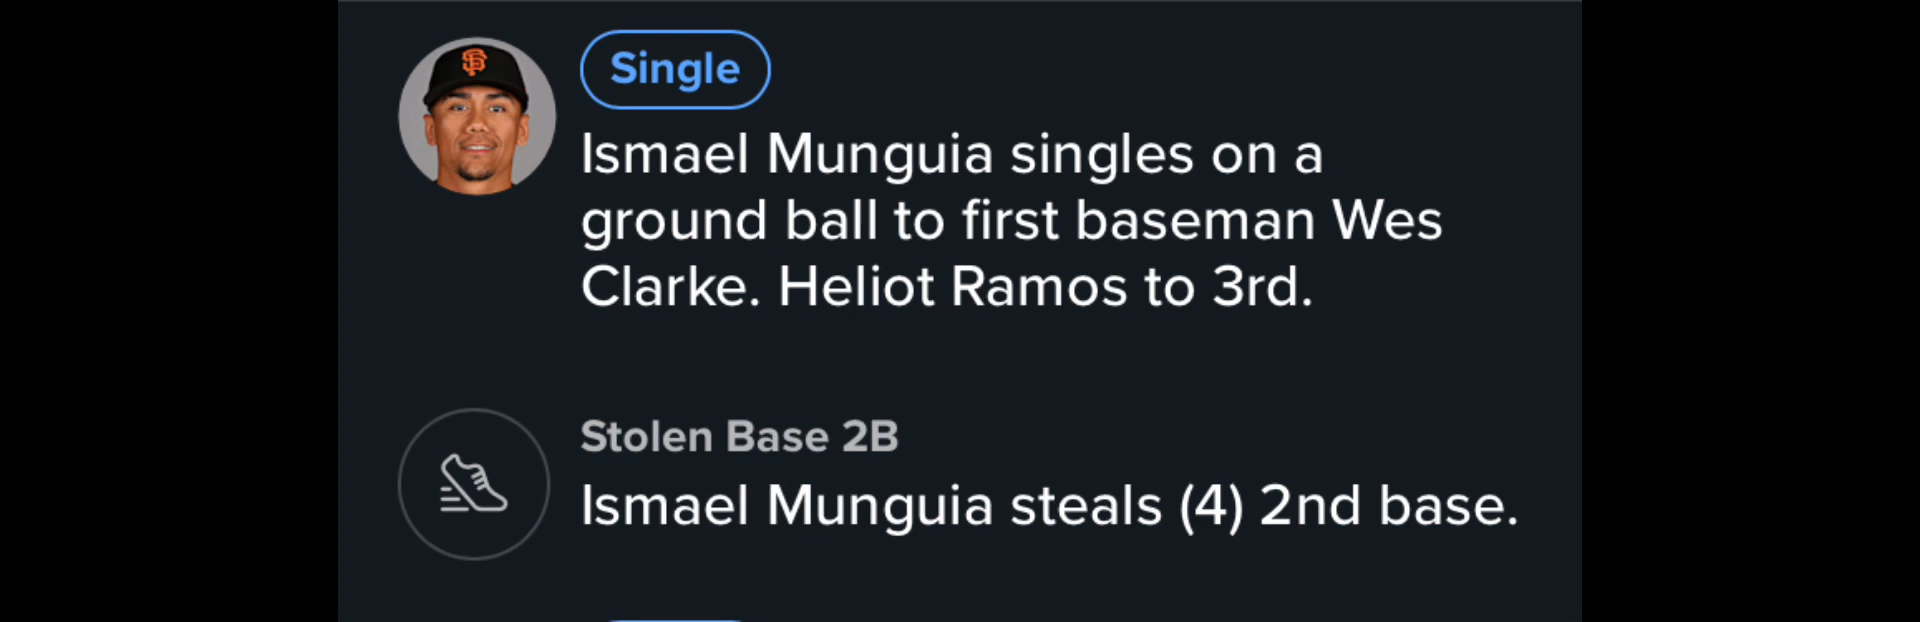 Single
Ismael Munguia singles on a
ground ball to first baseman Wes
Clarke. Heliot Ramos to 3rd.
Stolen Base 2B
Ismael Munguia steals (4) 2nd base.